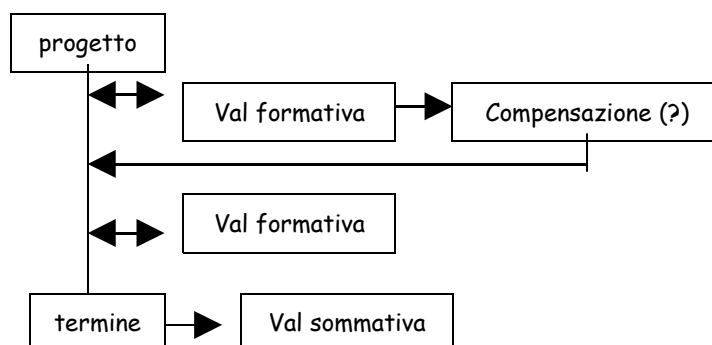 progetto
Val formativa
Compensazione (?)
Val formativa
termine
Val sommativa